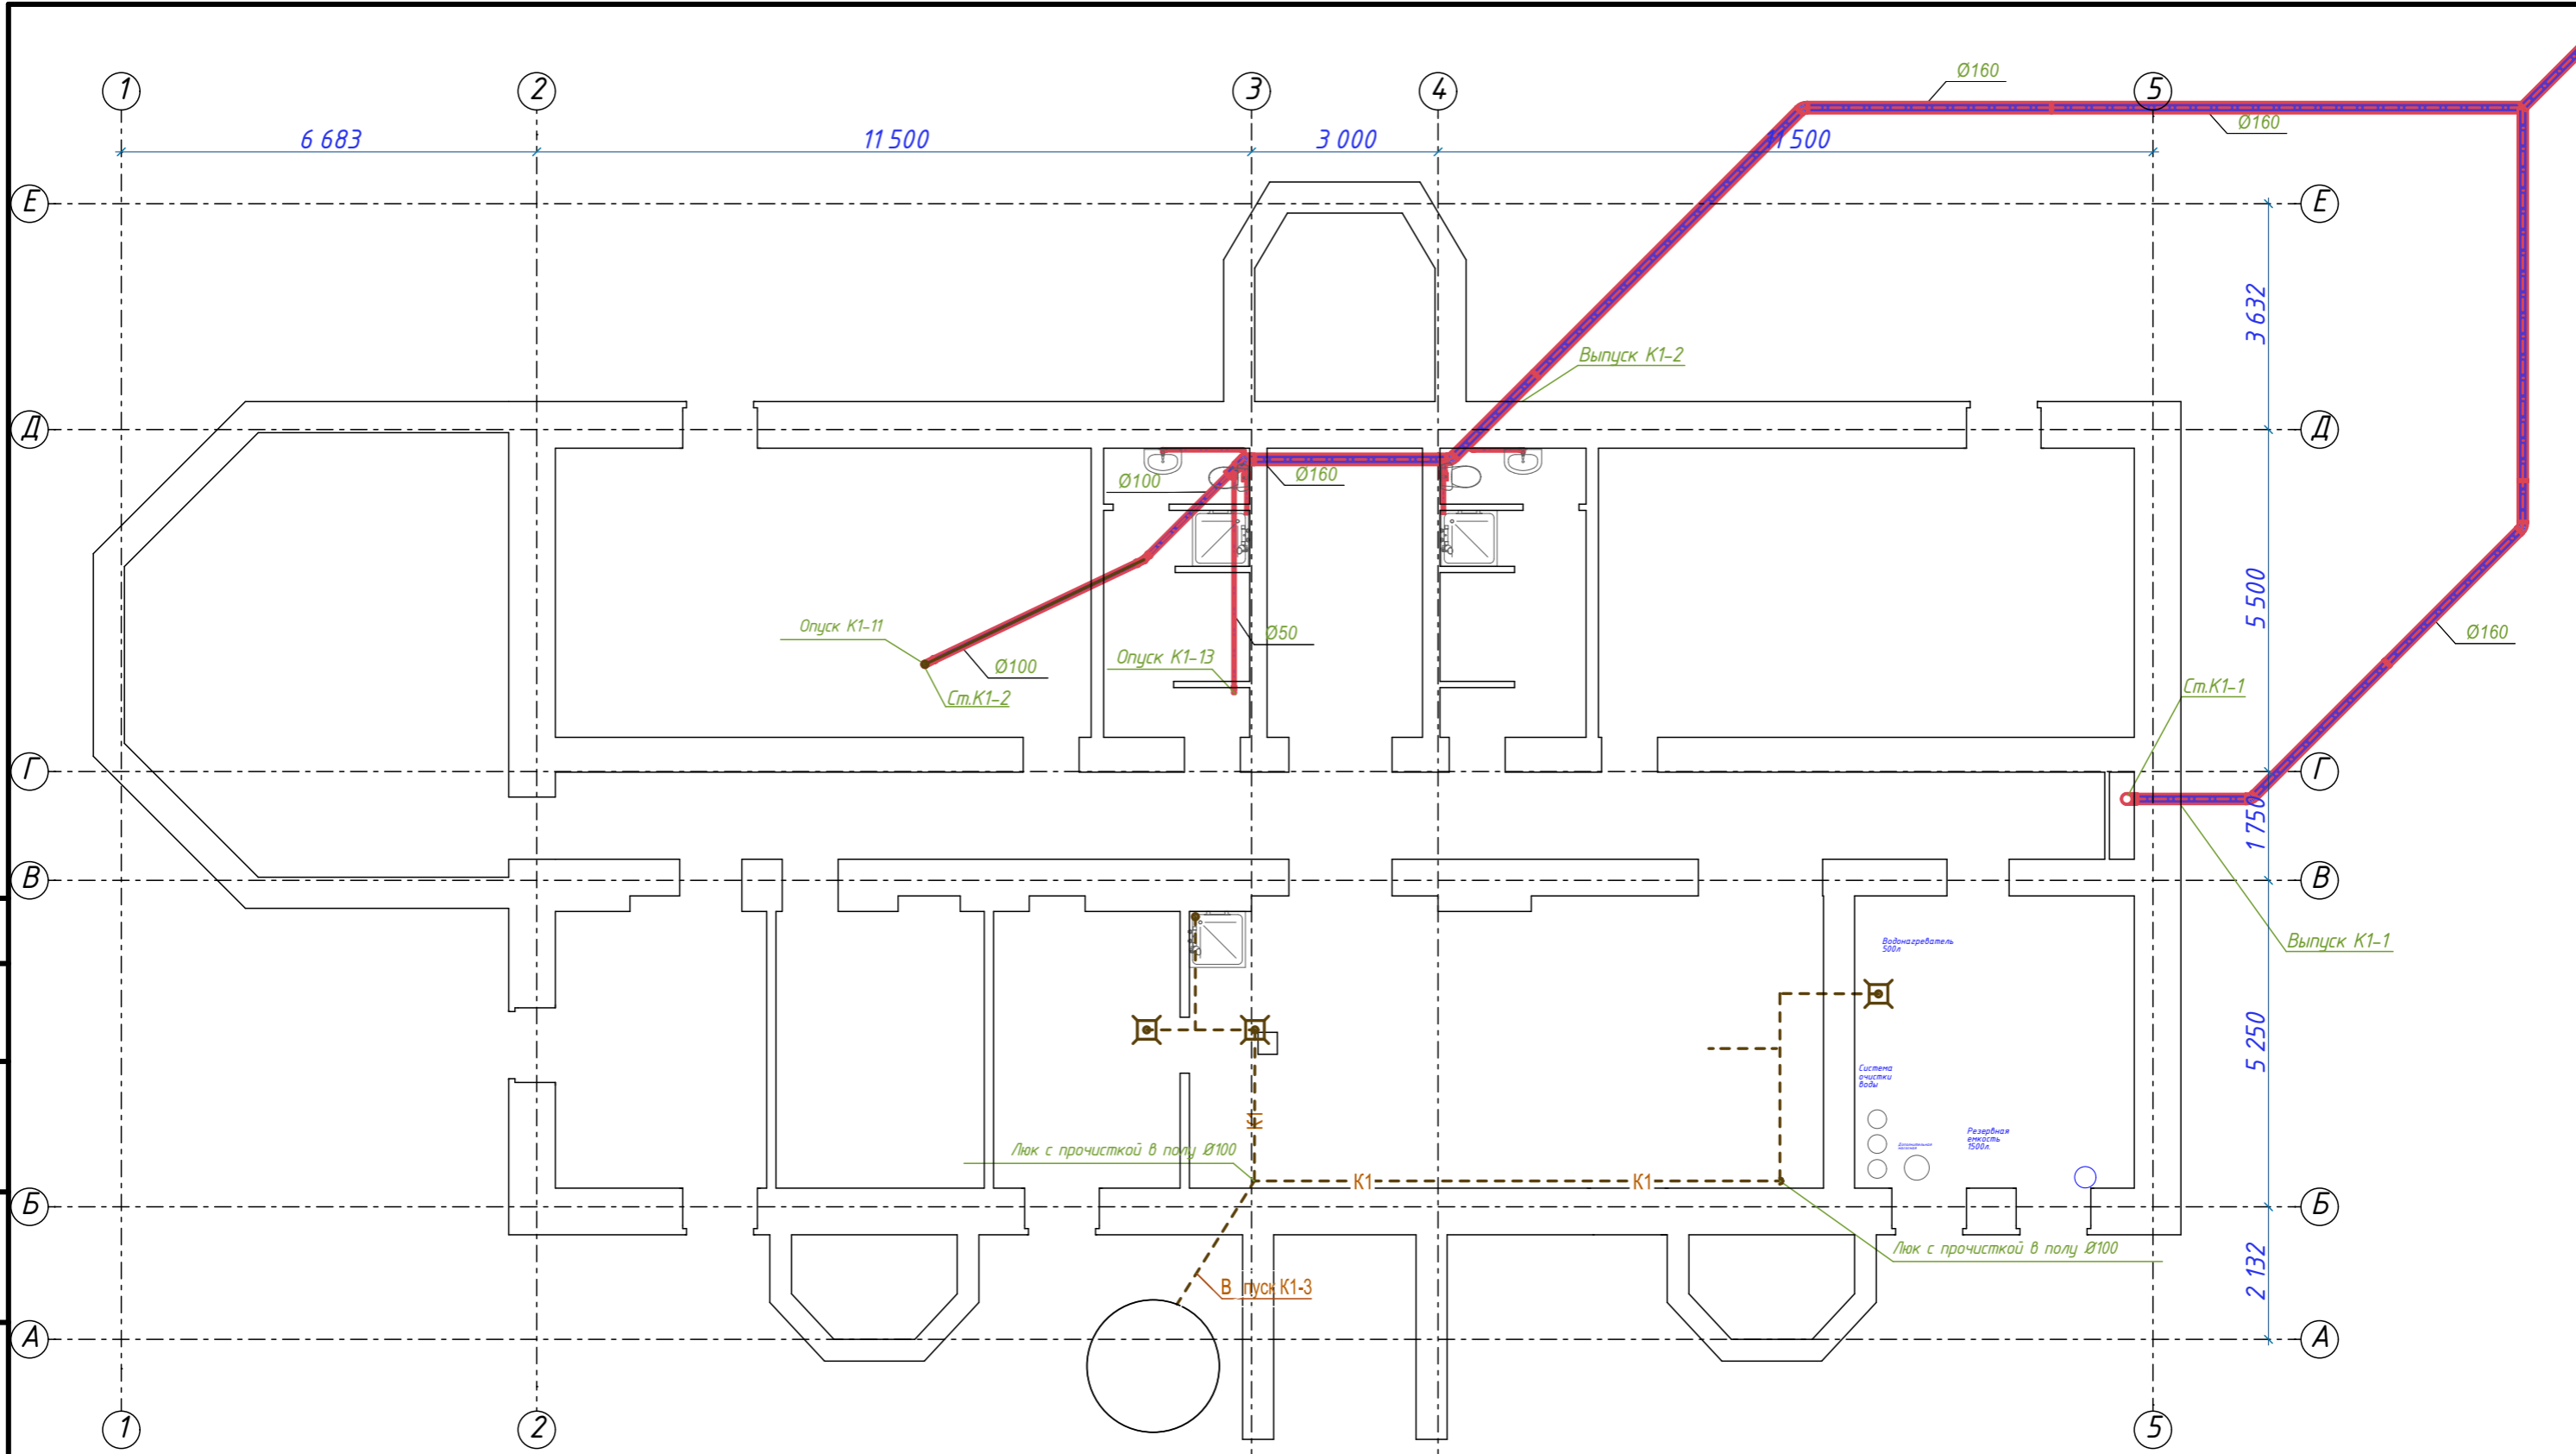 Ø160
1
2
3
4
5
Ø160
6 683
11 500
3 000
11 500
Е
Е
3 632
Выпуск К1-2
Д
Д
Ø100
Ø160
5 500
Опуск К1-11
Ø50
Ø160
Опуск К1-13
Ø100
Ст.К1-2
Ст.К1-1
Г
Г
1 750
В
В
Водонагреватель
500л
Выпуск К1-1
5 250
Система
очистки
воды
К1
Резервная
емкость
1500л.
Люк с прочисткой в полу Ø100
К1
К1
Б
Б
Люк с прочисткой в полу Ø100
2 132
В пуск К1-3
А
А
1
2
5